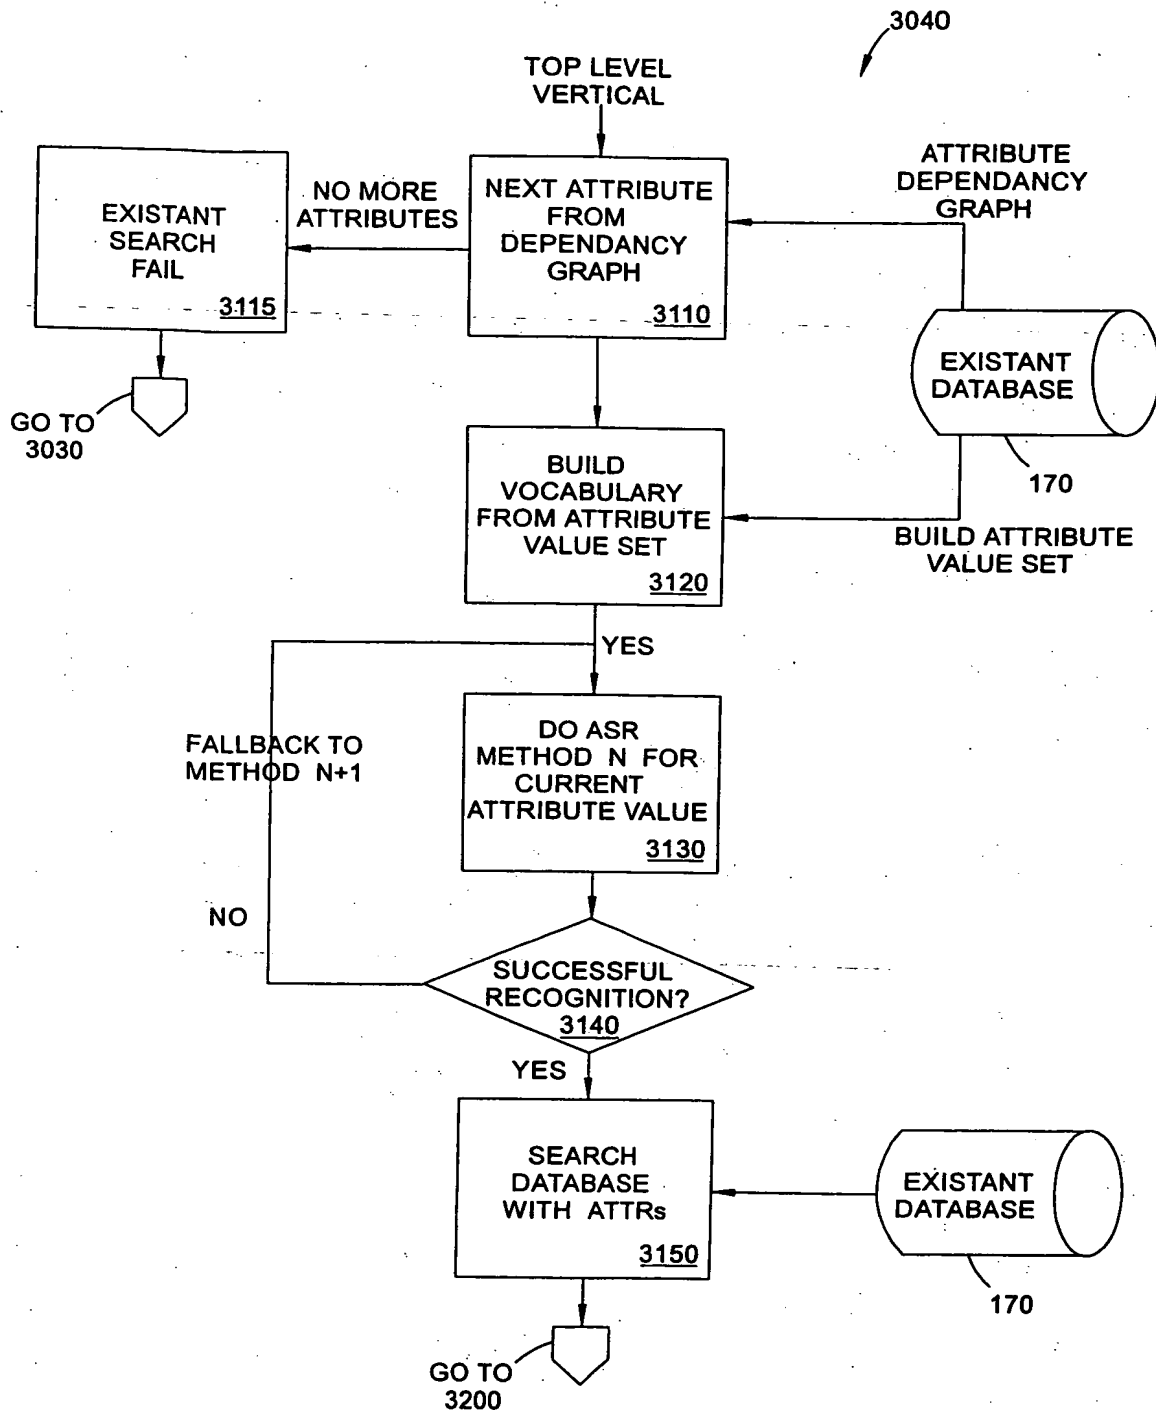 3040
TOP LEVEL
VERTICAL
ATTRIBUTE
DEPENDANCY
GRAPH
NO MORE
ATTRIBUTES
EXISTANT
SEARCH
FAIL
3115
NEXT ATTRIBUTE
FROM
DEPENDANCY
GRAPH
3110
EXISTANT
DATABASE
GO TO
3030
170
BUILD
VOCABULARY
FROM ATTRIBUTE
VALUE SET
3120
BUILD ATTRIBUTE
VALUE SET
YES
FALLBACK TO
METHOD N+1
DO ASR
METHOD N FOR
CURRENT
ATTRIBUTE VALUE
3130
NO
SUCCESSFUL
RECOGNITION?
3140
YES
SEARCH
DATABASE
WITH ATTRs
3150
EXISTANT
DATABASE
170
GO TO
3200